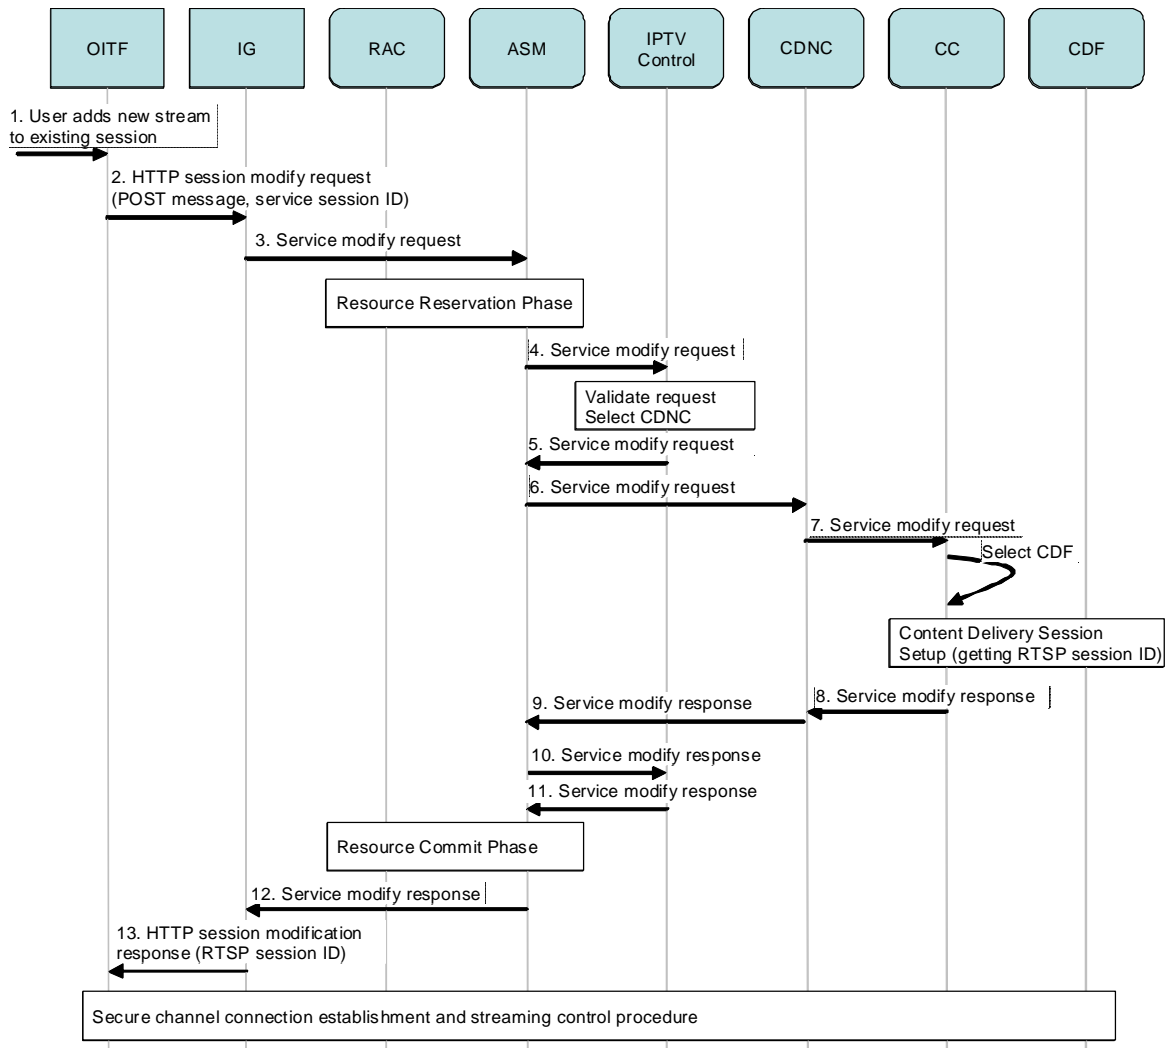 OITF
IG
RAC
ASM
IPTV
Control
CDNC
CC
CDF
1. User adds new stream
to existing session
2. HTTP session modify request
(POST message, service session ID)
3. Service modify request
Resource Reservation Phase
4. Service modify request
Validate request
Select CDNC
5. Service modify request
6. Service modify request
7. Service modify request
Select CDF
Content Delivery Session
Setup (getting RTSP session ID)
8. Service modify response
9. Service modify response
10. Service modify response
11. Service modify response
Resource Commit Phase
12. Service modify response
13. HTTP session modification
response (RTSP session ID)
Secure channel connection establishment and streaming control procedure